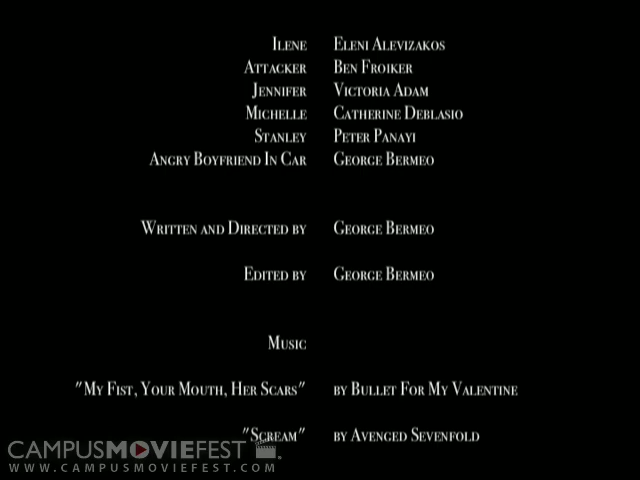 Ilene Eleni Alevizakos
Attacker Ben Froiker
Jennifer Victoria Adam
Michelle Catherine Deblasio
Stanley Peter Panayi
Angry Boyfriend In Car George Bermeo
Written and Directed by George Bermeo
Edited by George Bermeo
Music
"My Fist, Your Mouth, Her Scars" by Bullet For My Valentine
"Scream" by Avenged Sevenfold
CAMPUSMOVIEFEST
WWW.CAMPUSMOVIEFEST.COM